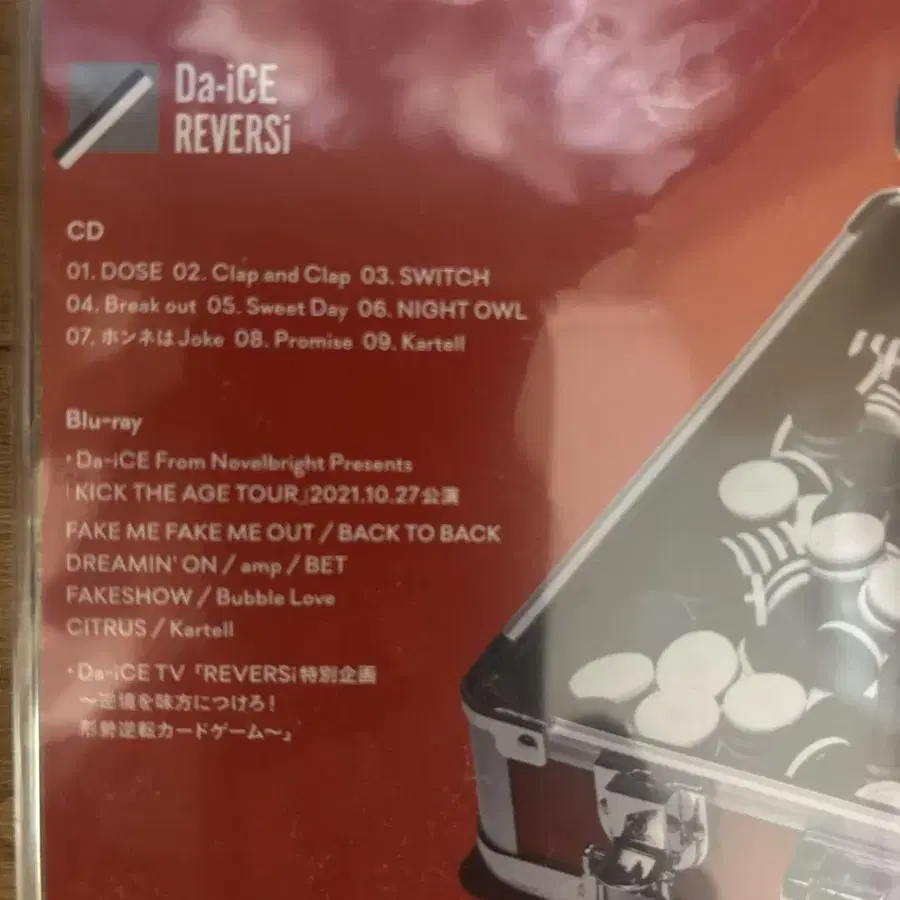 Da-iCE
REVERSi
CD
01. DOSE 02. Clap and Clap 03. SWITCH
04. Break out 05. Sweet Day 06. NIGHT OWL
07. ホンネはJoke 08. Promise 09. Kartell
Blu-ray
・Da-iCE From Novelbright Presents
「KICK THE AGE TOUR」2021.10.27公演
FAKE ME FAKE ME OUT / BACK TO BACK
DREAMIN' ON / amp / BET
FAKESHOW / Bubble Love
CITRUS / Kartell
・Da-iCE TV 『REVERSi特別企画
〜逆境を味方につけろ！
形勢逆転カードゲーム〜』